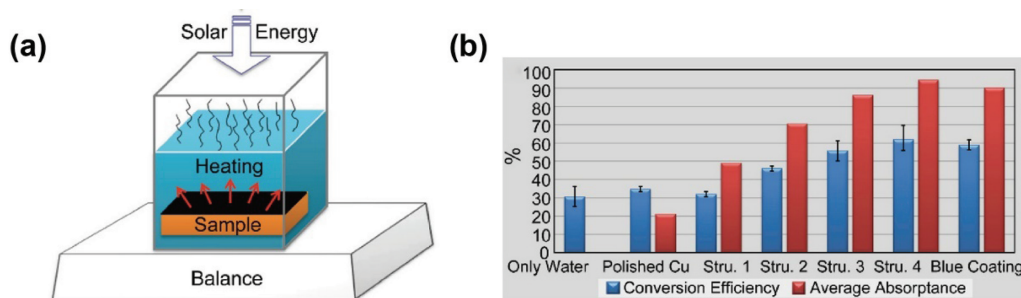 (a)
Solar Energy
Heating
Sample
Balance
(b)
%
100
90
80
70
60
50
40
30
20
10
0
Only Water Polished Cu Stru. 1 Stru. 2 Stru. 3 Stru. 4 Blue Coating
Conversion Efficiency Average Absorptance